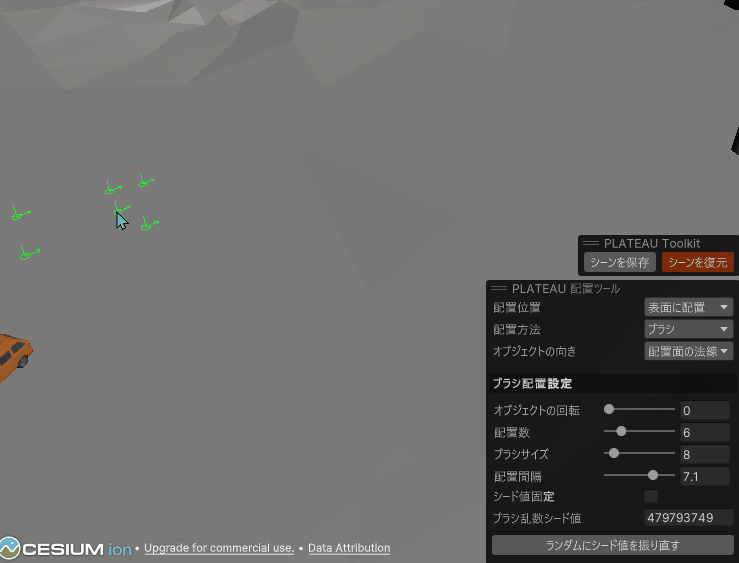 PLATEAU Toolkit
シーンを保存 シーンを復元
PLATEAU 配置ツール
配置位置 表面に配置
配置方法 ブラシ
オブジェクトの向き 配置面の法線
ブラシ配置設定
オブジェクトの回転 0
配置数 6
ブラシサイズ 8
配置間隔 7.1
シード値固定
ブラシ乱数シード値 479793749
ランダムにシード値を振り直す
CESIUM ion • Upgrade for commercial use. • Data Attribution